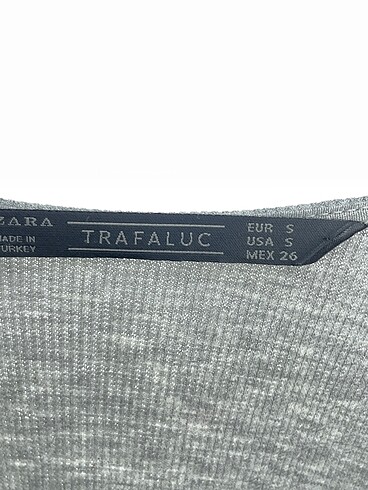 ZARA
MADE IN
TURKEY
TRAFALUC
EUR S
USA S
MEX 26